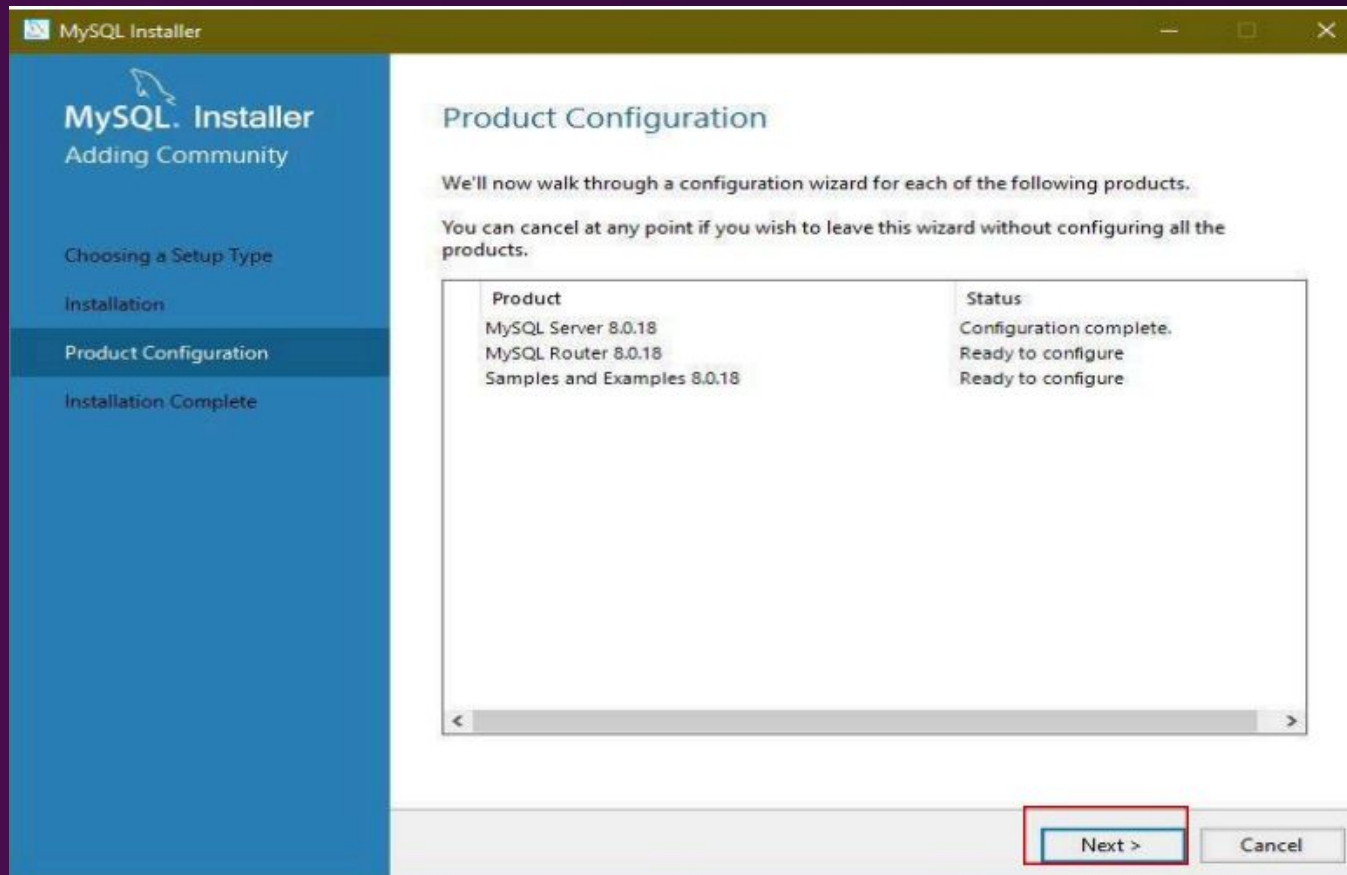 MySQL Installer
MySQL. Installer
Adding Community
Choosing a Setup Type
Installation
Product Configuration
Installation Complete
Product Configuration
We'll now walk through a configuration wizard for each of the following products.
You can cancel at any point if you wish to leave this wizard without configuring all the
products.
Product Status
MySQL Server 8.0.18 Configuration complete.
MySQL Router 8.0.18 Ready to configure
Samples and Examples 8.0.18 Ready to configure
Next > Cancel